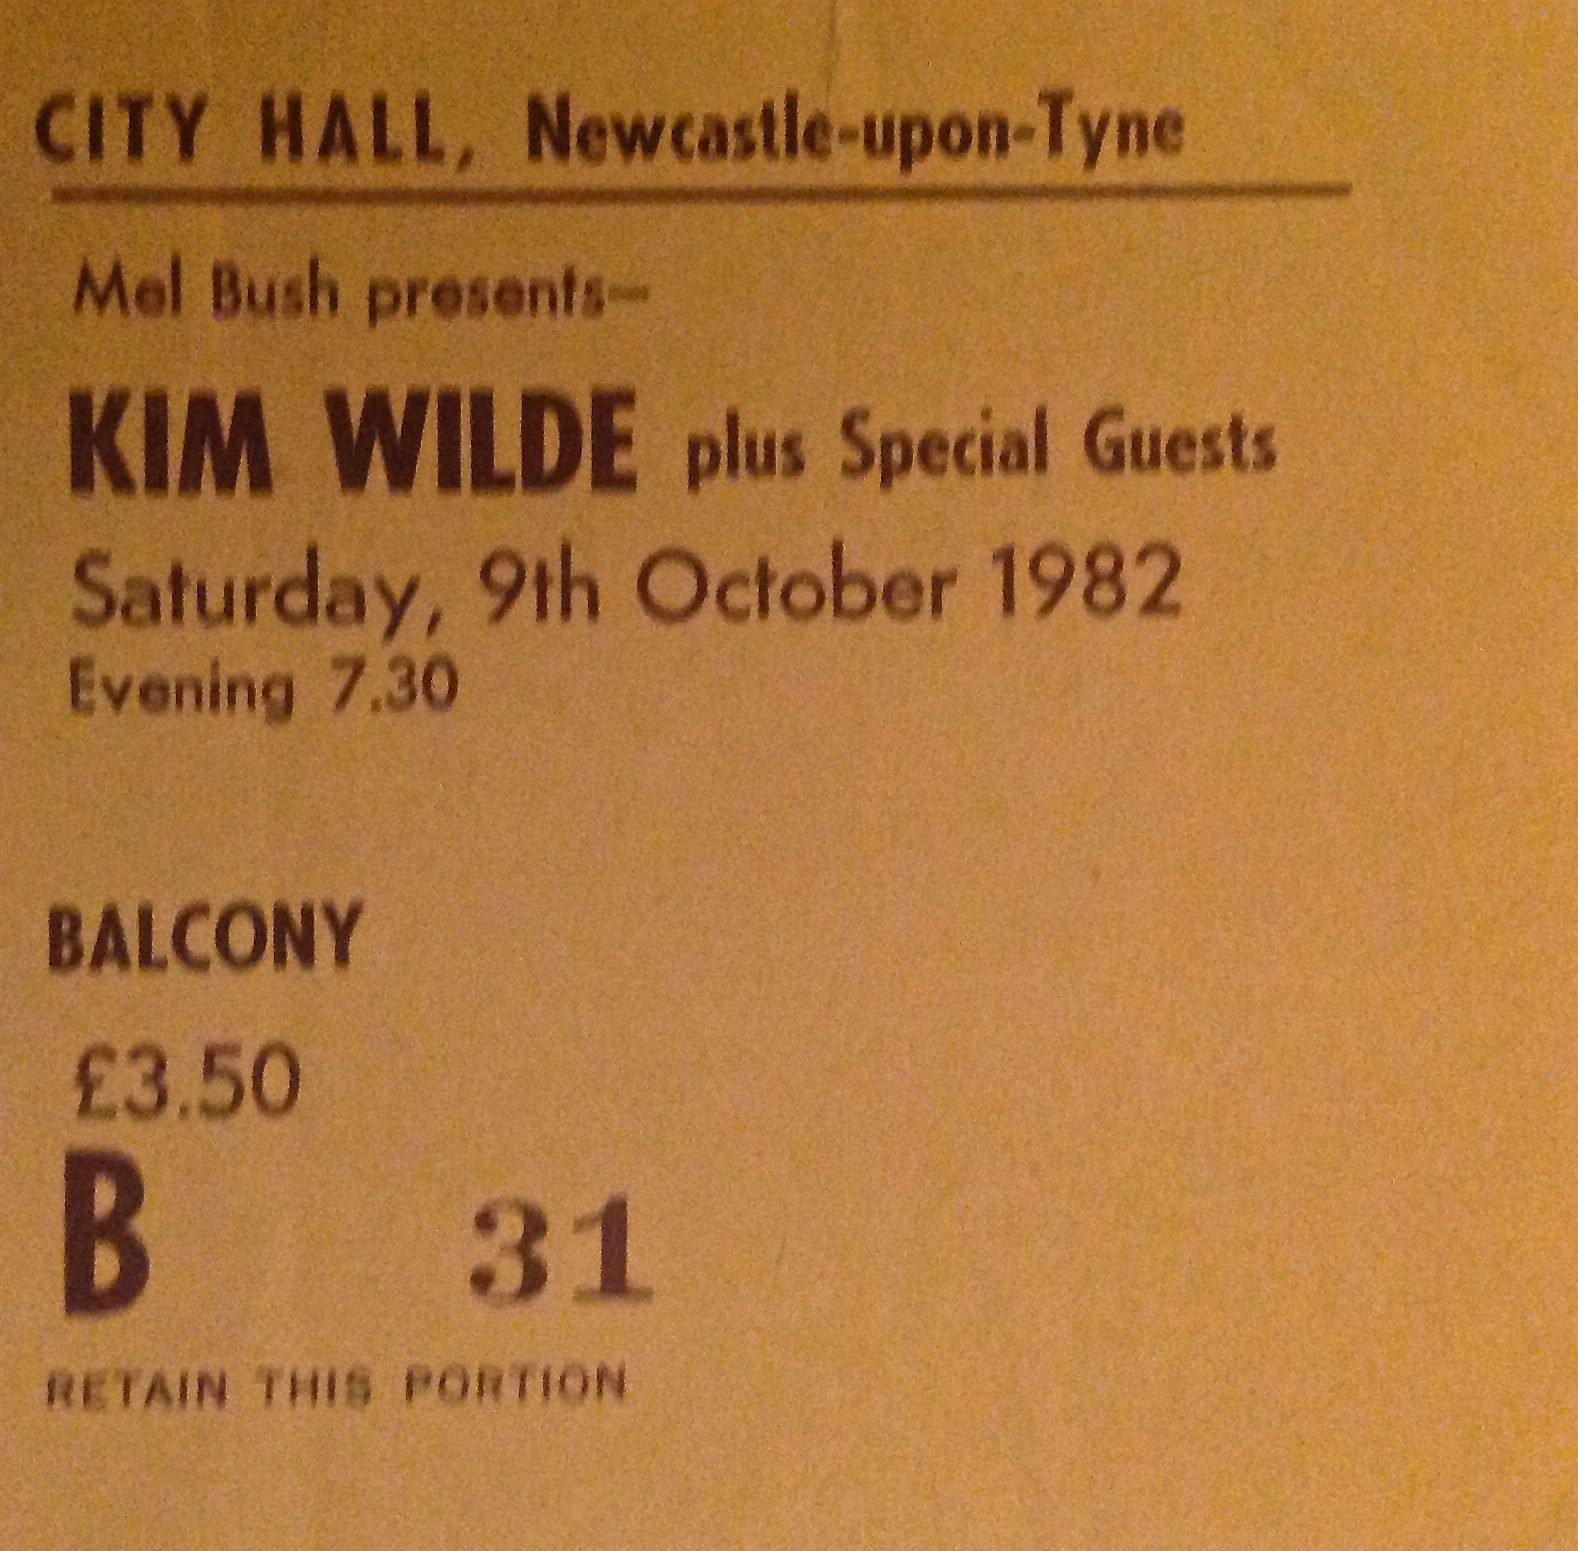 CITY HALL, Newcastle-upon-Tyne
Mel Bush presents—
KIM WILDE plus Special Guests
Saturday, 9th October 1982
Evening 7.30
BALCONY
£3.50
B 31
RETAIN THIS PORTION